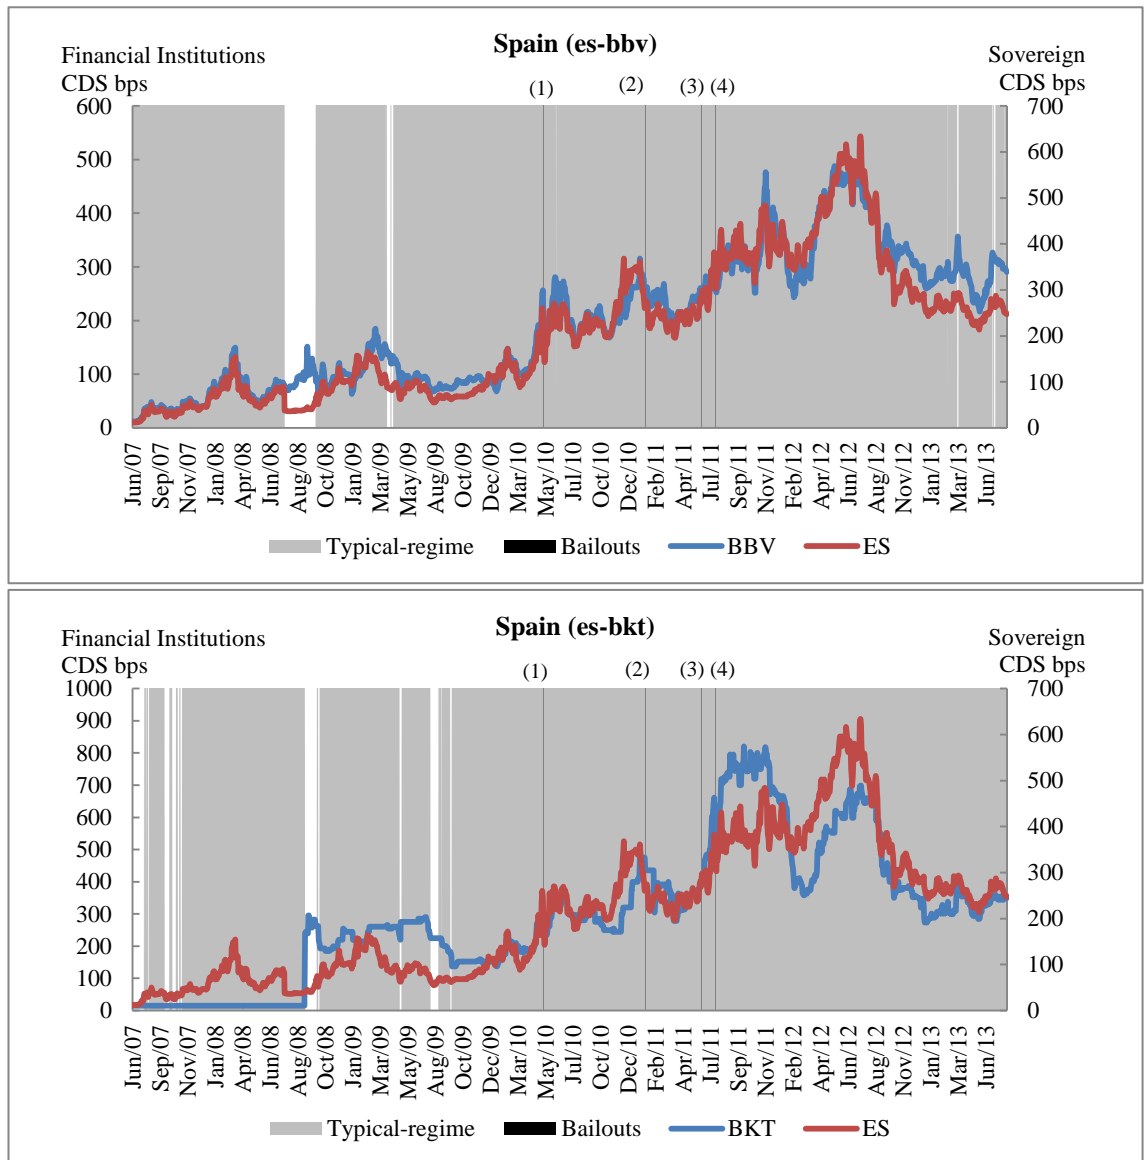 Spain (es-bbv)
Financial Institutions
CDS bps
Sovereign
CDS bps
(1) (2) (3) (4)
600 700
500 600
400 500
300 400
200 300
100 200
0 100
0
Jun/07 Sep/07 Nov/07 Jan/08 Apr/08 Jun/08 Aug/08 Oct/08 Jan/09 Mar/09 May/09 Aug/09 Oct/09 Dec/09 Mar/10 May/10 Jul/10 Oct/10 Dec/10 Feb/11 Apr/11 Jul/11 Sep/11 Nov/11 Feb/12 Apr/12 Jun/12 Aug/12 Nov/12 Jan/13 Mar/13 Jun/13
Typical-regime Bailouts BBV ES
Spain (es-bkt)
Financial Institutions
CDS bps
Sovereign
CDS bps
(1) (2) (3) (4)
1000 700
900
800 600
700 500
600 400
500
400 300
300 200
200
100 100
0 0
Jun/07 Sep/07 Nov/07 Jan/08 Apr/08 Jun/08 Aug/08 Oct/08 Jan/09 Mar/09 May/09 Aug/09 Oct/09 Dec/09 Mar/10 May/10 Jul/10 Oct/10 Dec/10 Feb/11 Apr/11 Jul/11 Sep/11 Nov/11 Feb/12 Apr/12 Jun/12 Aug/12 Nov/12 Jan/13 Mar/13 Jun/13
Typical-regime Bailouts BKT ES